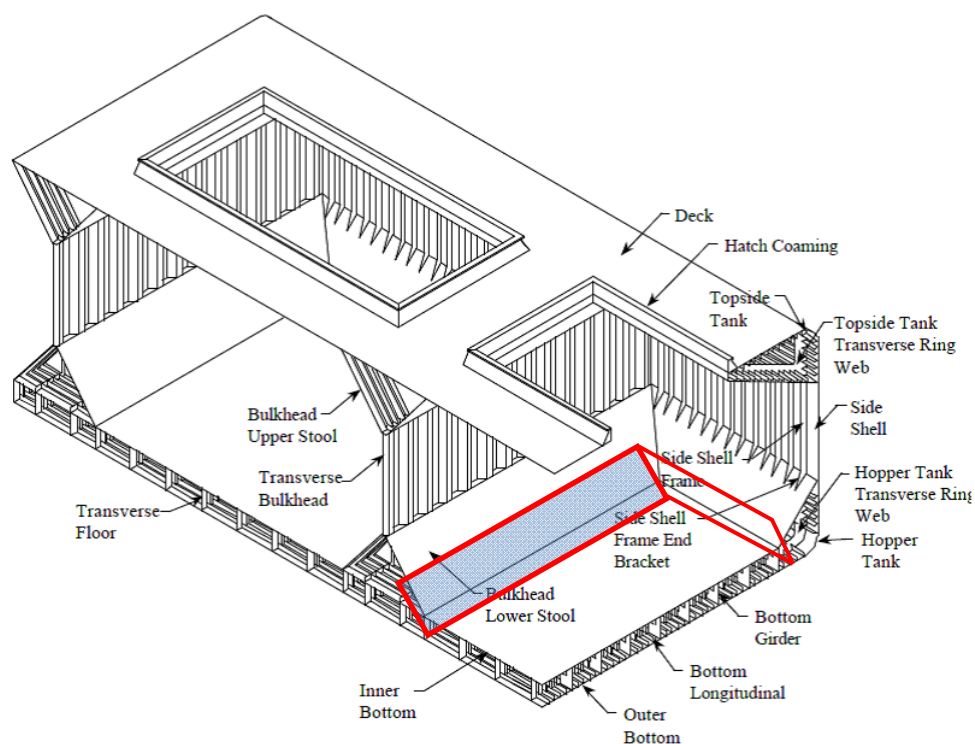 Deck
Hatch Coaming
Topside
Tank
Topside Tank
Transverse Ring
Web
Side
Shell
Bulkhead
Upper Stool
Side Shell
Frame
Transverse
Bulkhead
Hopper Tank
Transverse Ring
Web
Transverse
Floor
Side Shell
Frame End
Bracket
Hopper
Tank
Bulkhead
Lower Stool
Bottom
Girder
Inner
Bottom
Bottom
Longitudinal
Outer
Bottom